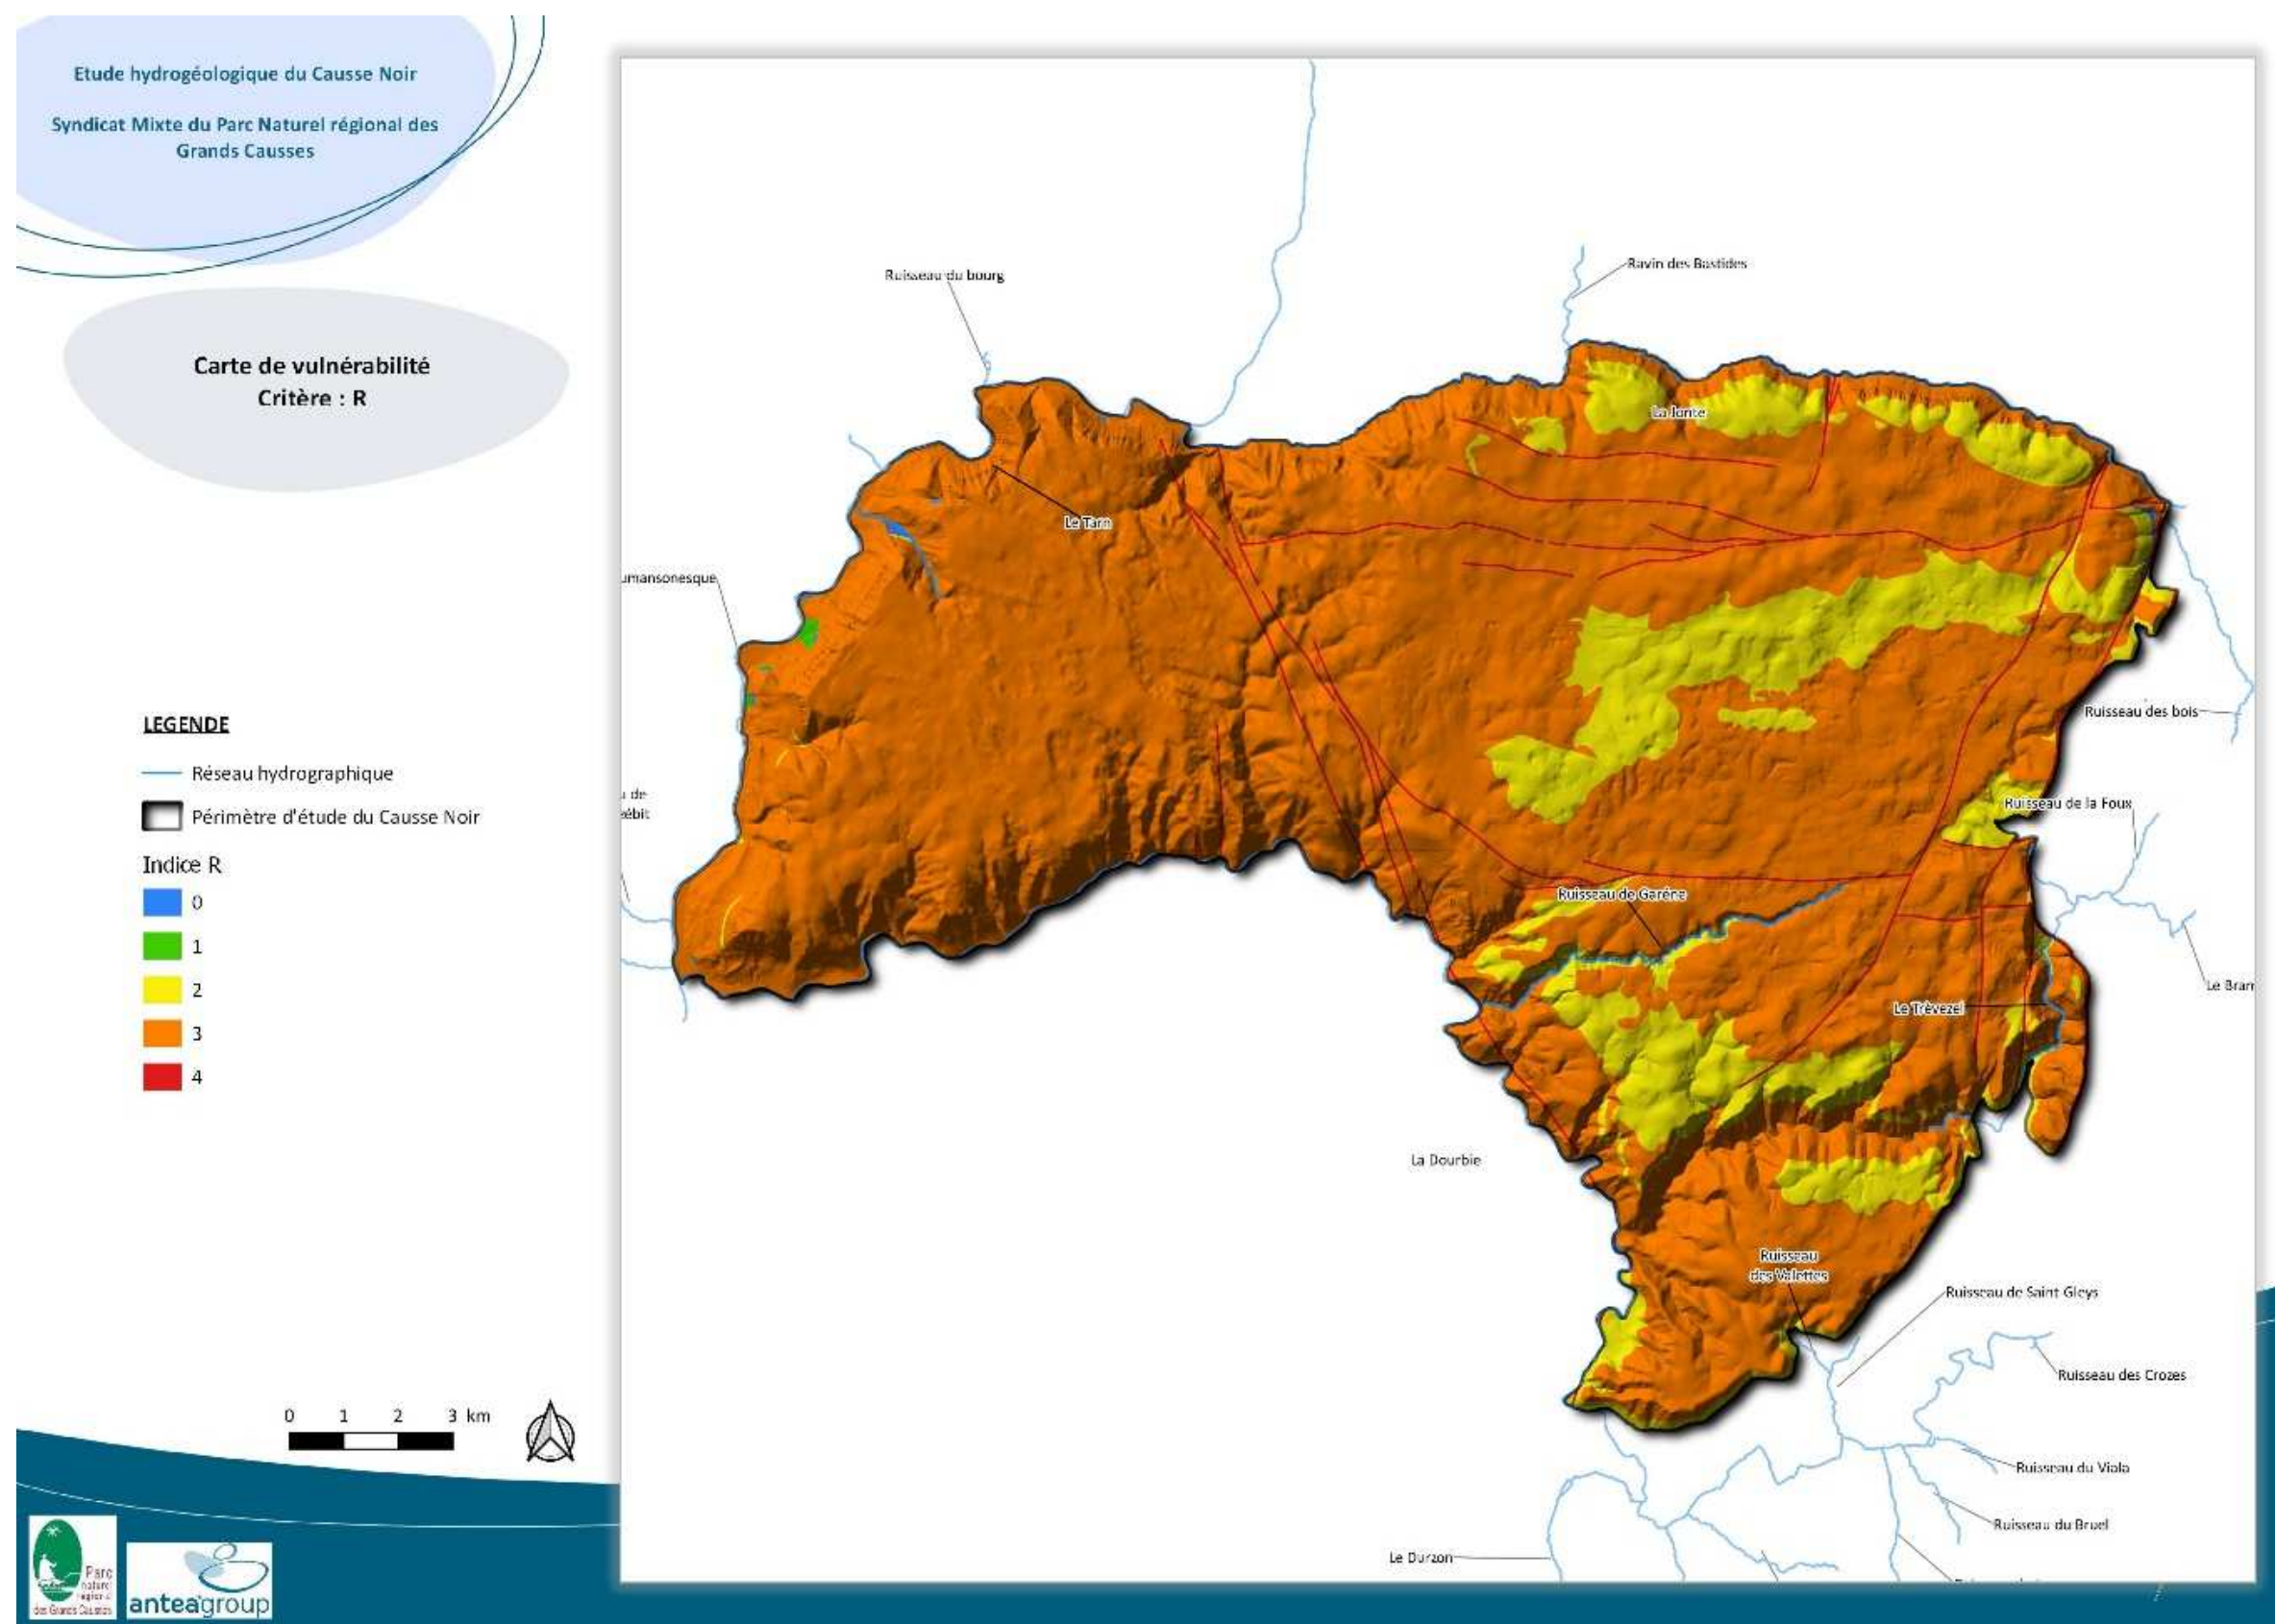 Etude hydrogéologique du Causse Noir
Syndicat Mixte du Parc Naturel régional des
Grands Causses
Carte de vulnérabilité
Critère : R
LEGENDE
Réseau hydrographique
Périmètre d'étude du Causse Noir
Indice R
0
1
2
3
4
0 1 2 3 km
Parc
naturel
régional
des Grands Causses
anteagroup
Ruisseau du bourg
Ravin des Bastides
La Jonte
Le Tarn
umansonesque
Ruisseau des bois
u de
Ruisseau de la Foux
Ruisseau de Garène
Le Bram
Le Trèvezel
La Dourbie
Ruisseau
des Valettes
Ruisseau de Saint Gleys
Ruisseau des Crozes
Ruisseau du Viala
Ruisseau du Bruel
Le Durzon